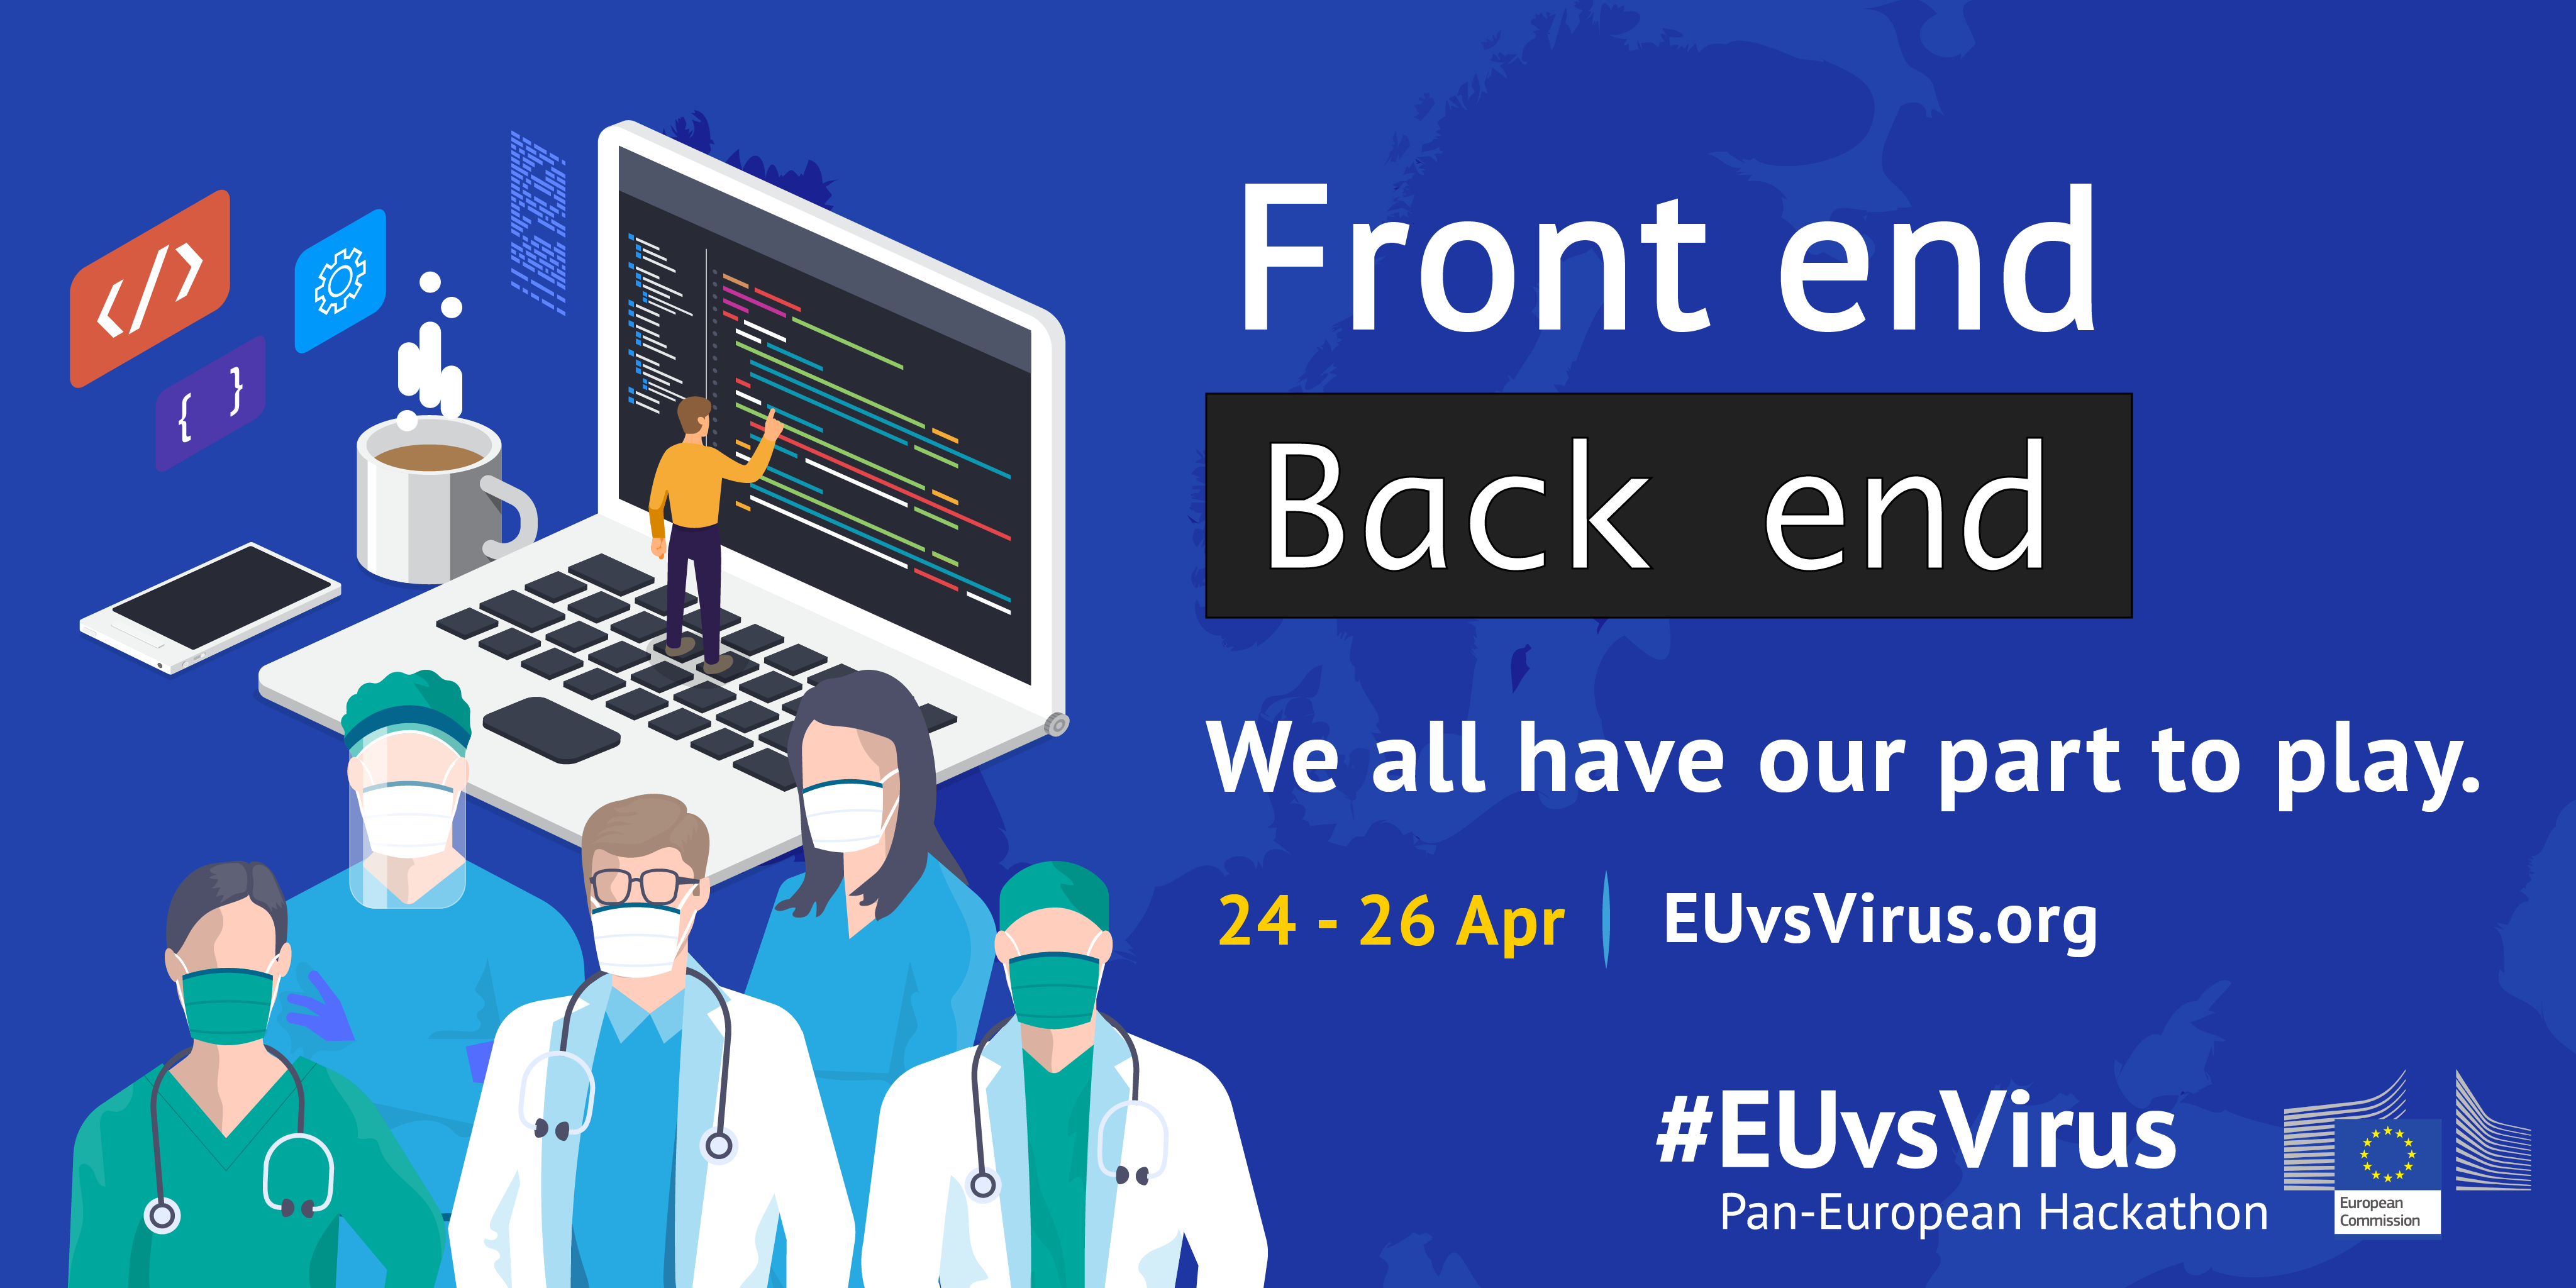 Front end
Back end
We all have our part to play.
24 - 26 Apr
EUvsVirus.org
#EUvsVirus
Pan-European Hackathon
European
Commission
</></>
{ }